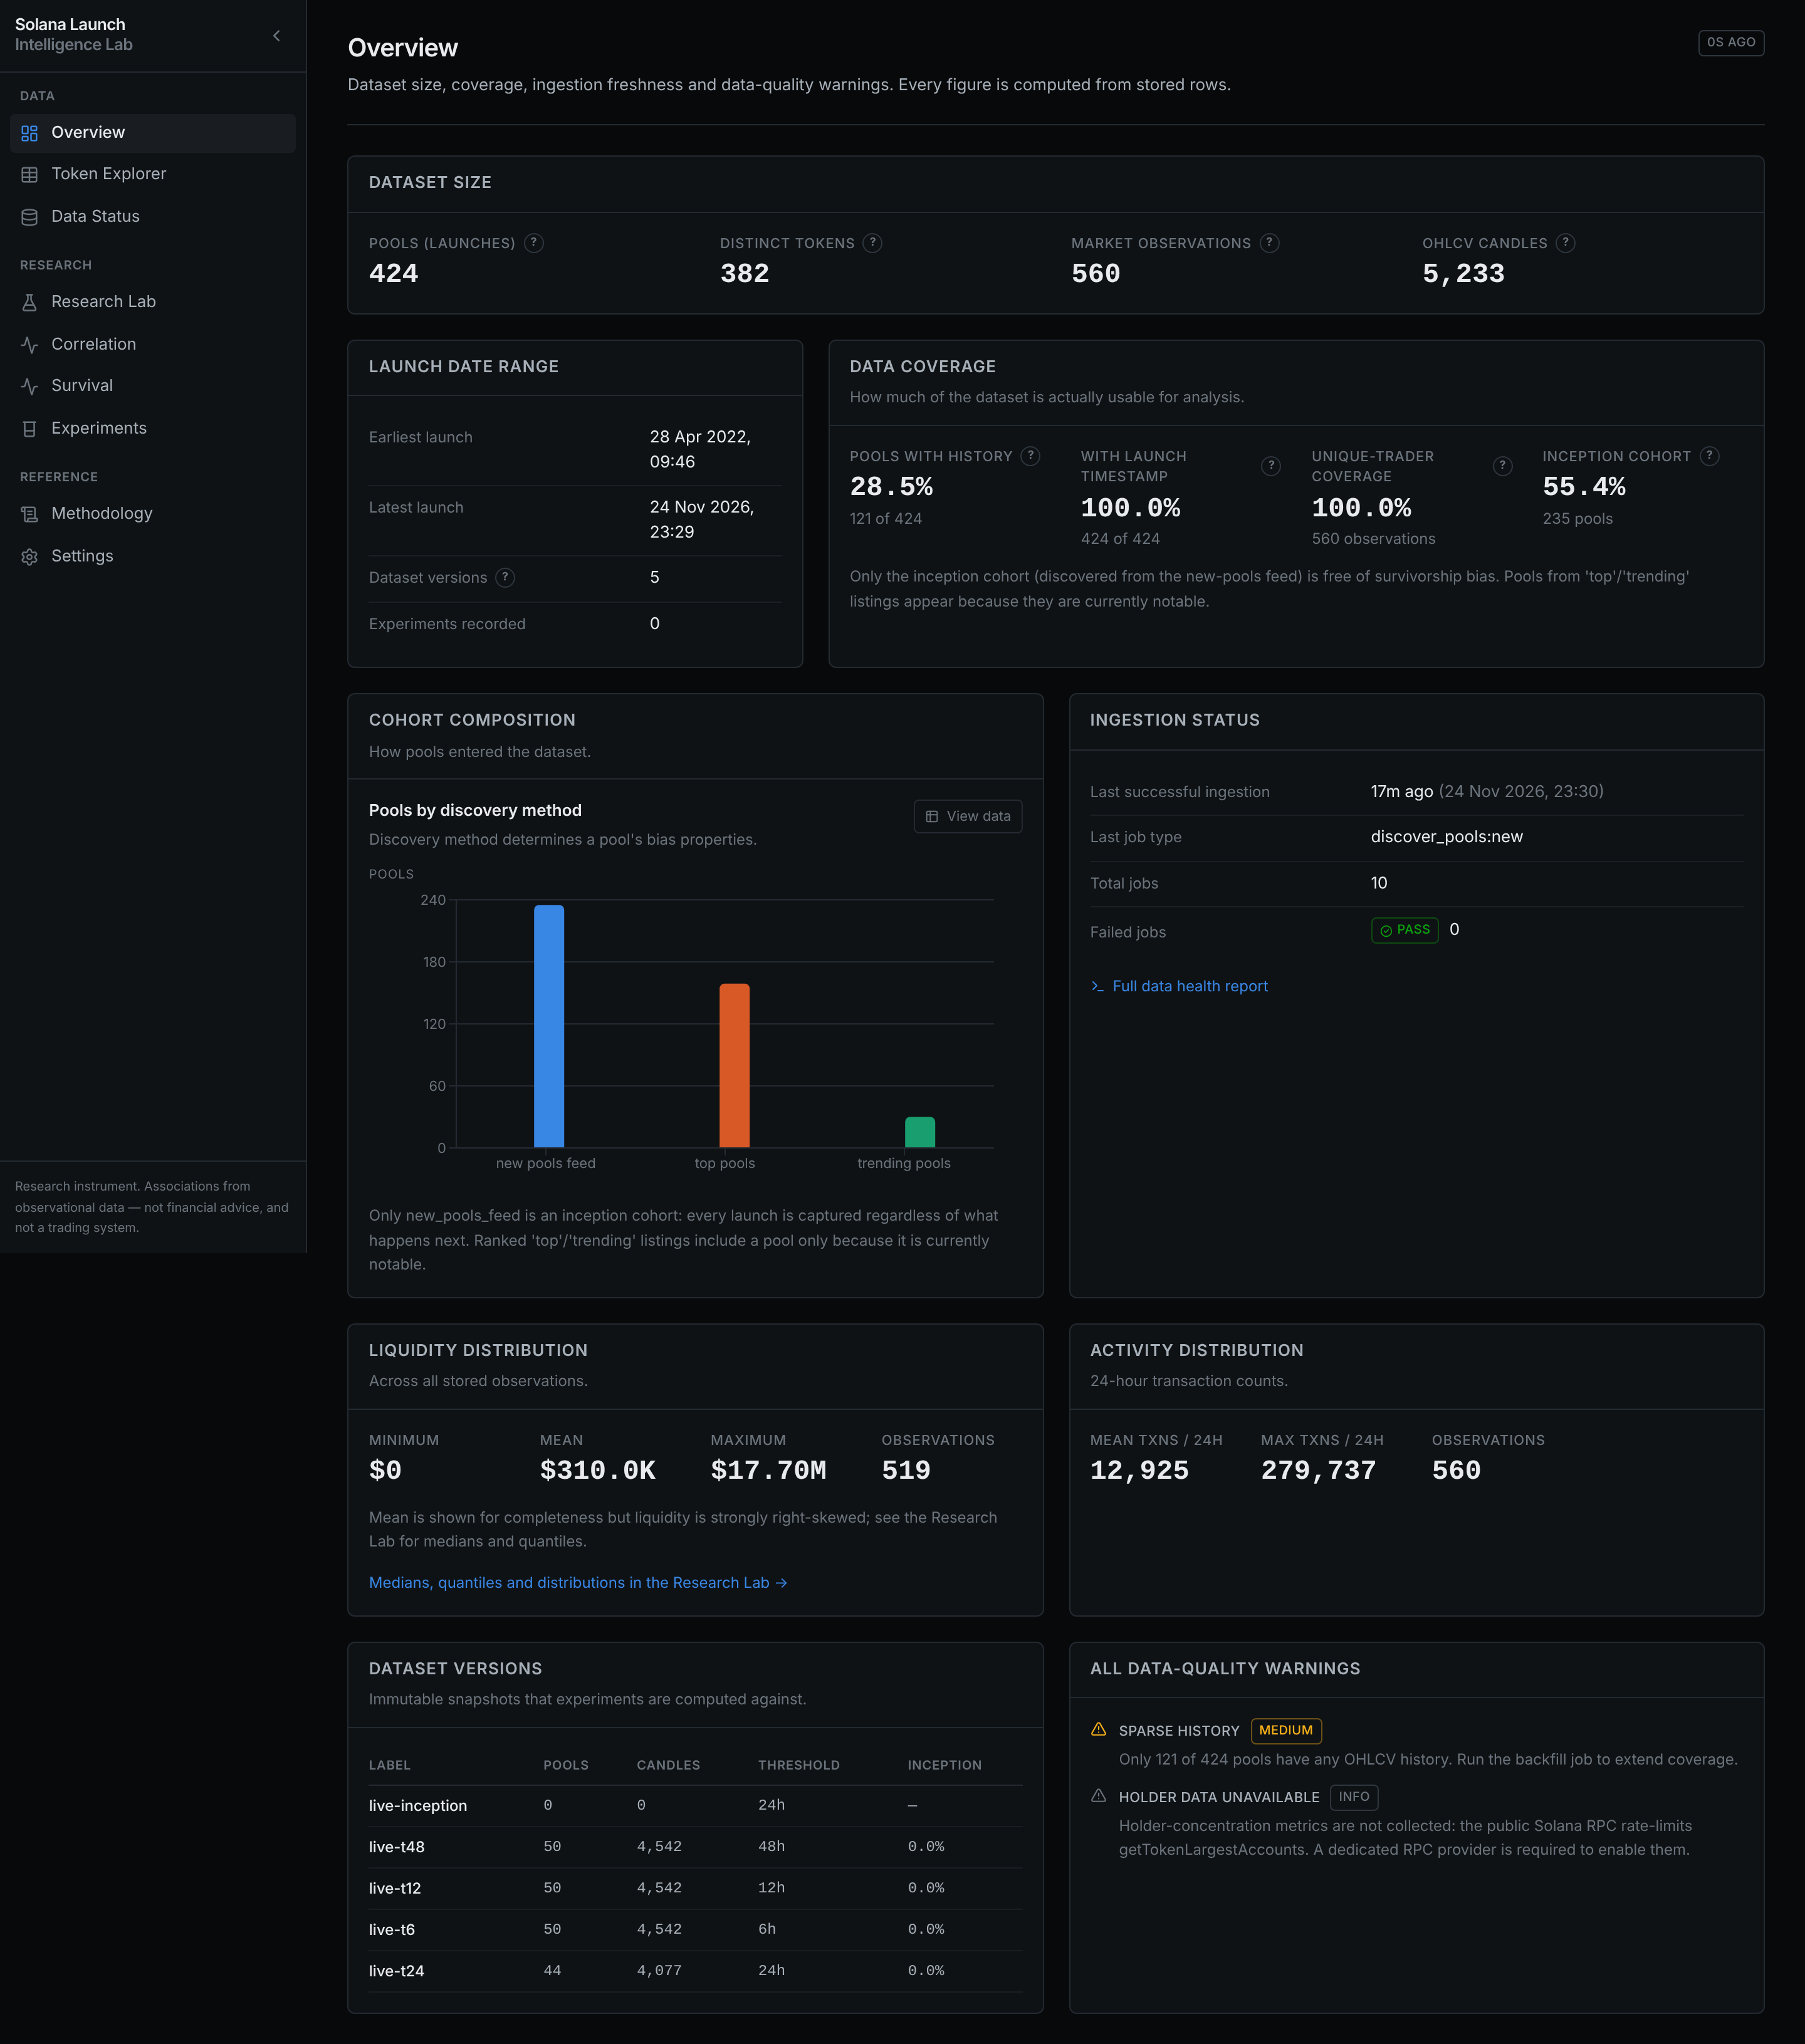 Solana Launch
Intelligence Lab
DATA
Overview
Token Explorer
Data Status
RESEARCH
Research Lab
Correlation
Survival
Experiments
REFERENCE
Methodology
Settings
Research instrument. Associations from
observational data — not financial advice, and
not a trading system.
Overview
0S AGO
Dataset size, coverage, ingestion freshness and data-quality warnings. Every figure is computed from stored rows.
DATASET SIZE
POOLS (LAUNCHES) ?
424
DISTINCT TOKENS ?
382
MARKET OBSERVATIONS ?
560
OHLCV CANDLES ?
5,233
LAUNCH DATE RANGE
Earliest launch
28 Apr 2022,
09:46
Latest launch
24 Nov 2026,
23:29
Dataset versions ?
5
Experiments recorded
0
DATA COVERAGE
How much of the dataset is actually usable for analysis.
POOLS WITH HISTORY ?
28.5%
121 of 424
WITH LAUNCH
TIMESTAMP ?
100.0%
424 of 424
UNIQUE-TRADER
COVERAGE ?
100.0%
560 observations
INCEPTION COHORT ?
55.4%
235 pools
Only the inception cohort (discovered from the new-pools feed) is free of survivorship bias. Pools from 'top'/'trending'
listings appear because they are currently notable.
COHORT COMPOSITION
How pools entered the dataset.
Pools by discovery method
View data
Discovery method determines a pool's bias properties.
POOLS
240
180
120
60
0
new pools feed
top pools
trending pools
Only new_pools_feed is an inception cohort: every launch is captured regardless of what
happens next. Ranked 'top'/'trending' listings include a pool only because it is currently
notable.
INGESTION STATUS
Last successful ingestion
17m ago (24 Nov 2026, 23:30)
Last job type
discover_pools:new
Total jobs
10
Failed jobs
PASS 0
Full data health report
LIQUIDITY DISTRIBUTION
Across all stored observations.
MINIMUM
$0
MEAN
$310.0K
MAXIMUM
$17.70M
OBSERVATIONS
519
Mean is shown for completeness but liquidity is strongly right-skewed; see the Research
Lab for medians and quantiles.
Medians, quantiles and distributions in the Research Lab →
ACTIVITY DISTRIBUTION
24-hour transaction counts.
MEAN TXNS / 24H
12,925
MAX TXNS / 24H
279,737
OBSERVATIONS
560
DATASET VERSIONS
Immutable snapshots that experiments are computed against.
LABEL POOLS CANDLES THRESHOLD INCEPTION
live-inception 0 0 24h —
live-t48 50 4,542 48h 0.0%
live-t12 50 4,542 12h 0.0%
live-t6 50 4,542 6h 0.0%
live-t24 44 4,077 24h 0.0%
ALL DATA-QUALITY WARNINGS
SPARSE HISTORY MEDIUM
Only 121 of 424 pools have any OHLCV history. Run the backfill job to extend coverage.
HOLDER DATA UNAVAILABLE INFO
Holder-concentration metrics are not collected: the public Solana RPC rate-limits
getTokenLargestAccounts. A dedicated RPC provider is required to enable them.